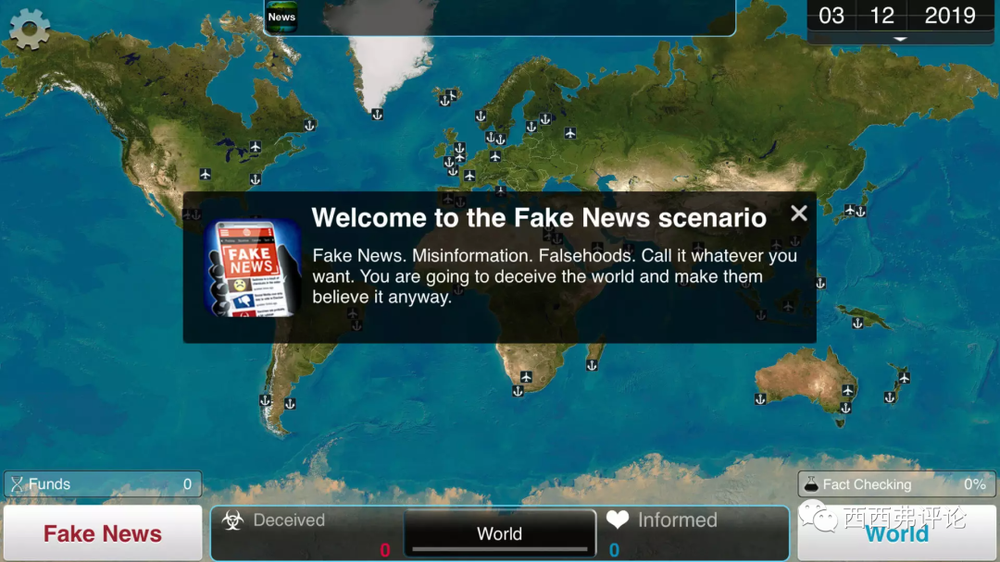 News
03 12 2019
Welcome to the Fake News scenario
Fake News. Misinformation. Falsehoods. Call it whatever you
want. You are going to deceive the world and make them
believe it anyway.
FAKE
NEWS
Funds 0
Fact Checking 0%
Fake News
Deceived
0
World
Informed
0
World
西西弗评论